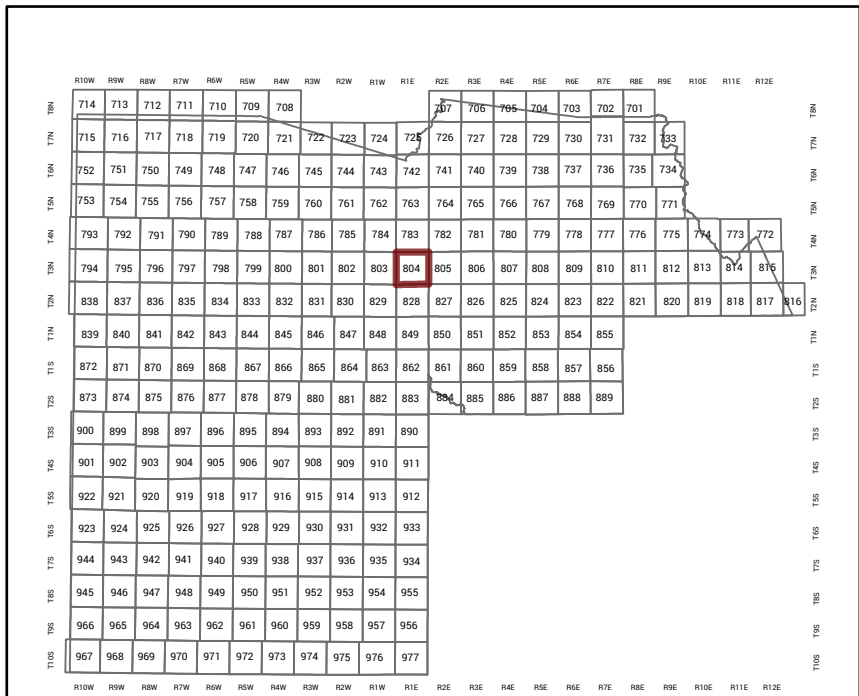 R10W R9W R8W R7W R6W R5W R4W R3W R2W R1W R1E R2E R3E R4E R5E R6E R7E R8E R9E R10E R11E R12E
T8N 714 713 712 711 710 709 708 707 706 705 704 703 702 701 T8N
T7N 715 716 717 718 719 720 721 722 723 724 725 726 727 728 729 730 731 732 733 T7N
T6N 752 751 750 749 748 747 746 745 744 743 742 741 740 739 738 737 736 735 734 T6N
T5N 753 754 755 756 757 758 759 760 761 762 763 764 765 766 767 768 769 770 771 T5N
T4N 793 792 791 790 789 788 787 786 785 784 783 782 781 780 779 778 777 776 775 774 773 772 T4N
T3N 794 795 796 797 798 799 800 801 802 803 804 805 806 807 808 809 810 811 812 813 814 815 T3N
T2N 838 837 836 835 834 833 832 831 830 829 828 827 826 825 824 823 822 821 820 819 818 817 816 T2N
T1N 839 840 841 842 843 844 845 846 847 848 849 850 851 852 853 854 855 T1N
T1S 872 871 870 869 868 867 866 865 864 863 862 861 860 859 858 857 856 T1S
T2S 873 874 875 876 877 878 879 880 881 882 883 884 885 886 887 888 889 T2S
T3S 900 899 898 897 896 895 894 893 892 891 890 T3S
T4S 901 902 903 904 905 906 907 908 909 910 911 T4S
T5S 922 921 920 919 918 917 916 915 914 913 912 T5S
T6S 923 924 925 926 927 928 929 930 931 932 933 T6S
T7S 944 943 942 941 940 939 938 937 936 935 934 T7S
T8S 945 946 947 948 949 950 951 952 953 954 955 T8S
T9S 966 965 964 963 962 961 960 959 958 957 956 T9S
T10S 967 968 969 970 971 972 973 974 975 976 977 T10S
R10W R9W R8W R7W R6W R5W R4W R3W R2W R1W R1E R2E R3E R4E R5E R6E R7E R8E R9E R10E R11E R12E